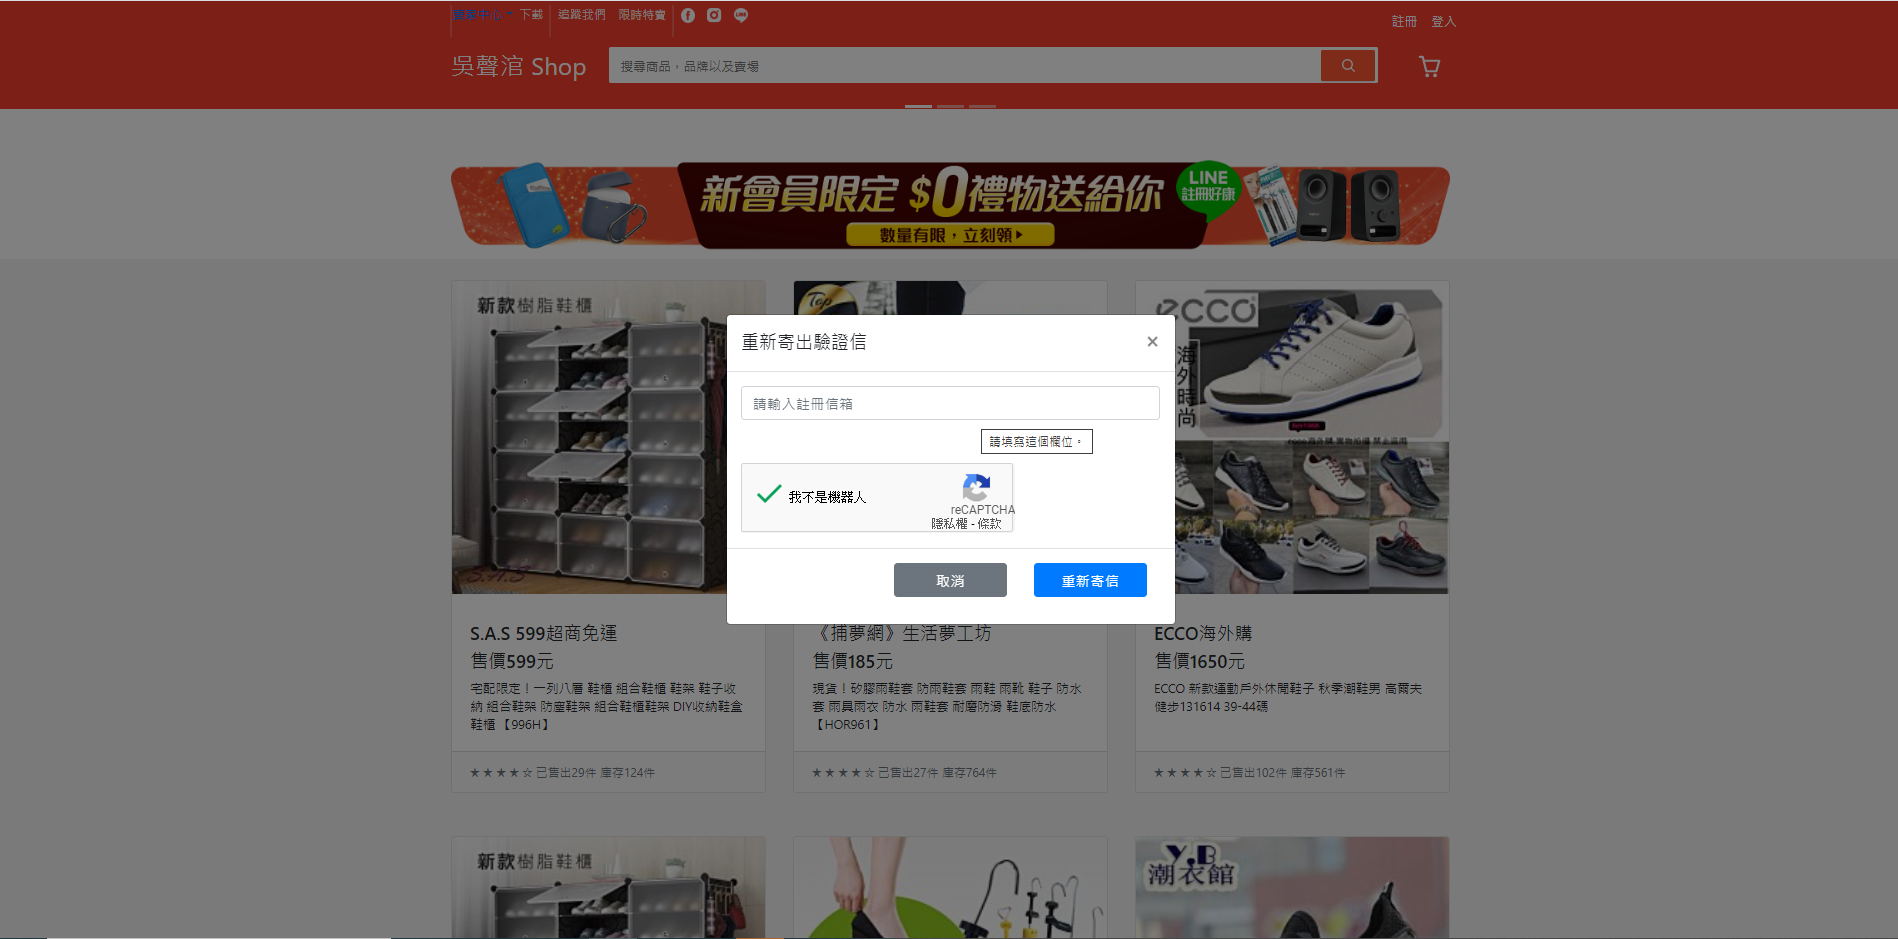 賣家中心 下載 追蹤我們 限時特賣
註冊 登入
吳聲涫 Shop
搜尋商品，品牌以及賣場
新會員限定 $0禮物送給你
LINE
註冊好康
數量有限，立刻領
新款樹脂鞋櫃
Top
ecco
海外時尚
S.A.S
重新寄出驗證信
×
請輸入註冊信箱
請填寫這個欄位。
我不是機器人
reCAPTCHA
隱私權 - 條款
取消
重新寄信
S.A.S 599超商免運
售價599元
宅配限定！一列八層 鞋櫃 組合鞋櫃 鞋架 鞋子收
納 組合鞋架 防塵鞋架 組合鞋櫃鞋架 DIY收納鞋盒
鞋櫃 【996H】
★ ★ ★ ★ ☆ 已售出29件 庫存124件
《捕夢網》生活夢工坊
售價185元
現貨！矽膠雨鞋套 防雨鞋套 雨鞋 雨靴 鞋子 防水
套 雨具雨衣 防水 雨鞋套 耐磨防滑 鞋底防水
【HOR961】
★ ★ ★ ★ ☆ 已售出27件 庫存764件
ECCO海外購
售價1650元
ECCO 新款運動戶外休閒鞋子 秋季潮鞋男 高爾夫
健步131614 39-44碼
★ ★ ★ ★ ☆ 已售出102件 庫存561件
新款樹脂鞋櫃
Y.B
潮衣館